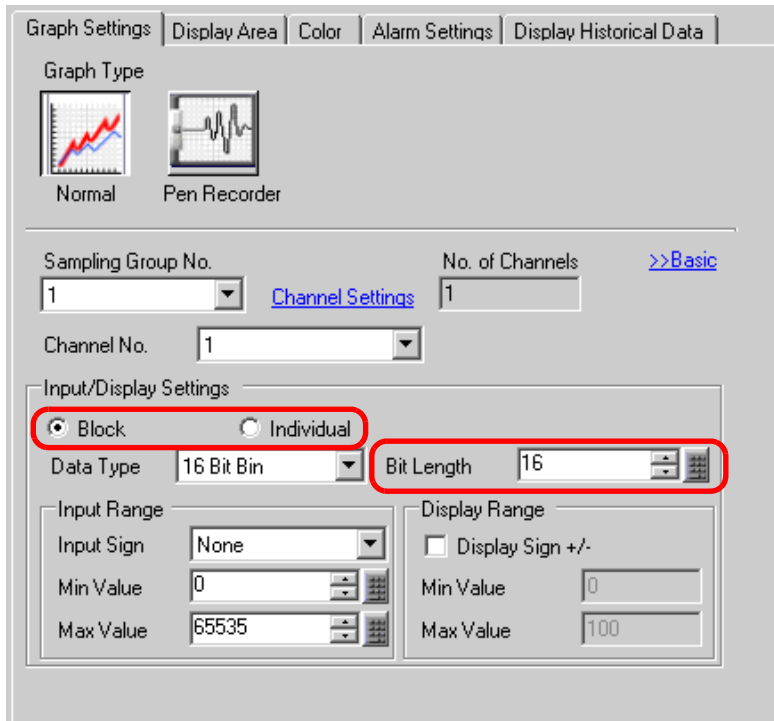 Graph Settings Display Area Color Alarm Settings Display Historical Data
Graph Type
Normal Pen Recorder
Sampling Group No. No. of Channels >>Basic
1 Channel Settings 1
Channel No. 1
Input/Display Settings
Block Individual
Data Type 16 Bit Bin Bit Length 16
Input Range Display Range
Input Sign None Display Sign +/-
Min Value 0 Min Value 0
Max Value 65535 Max Value 100